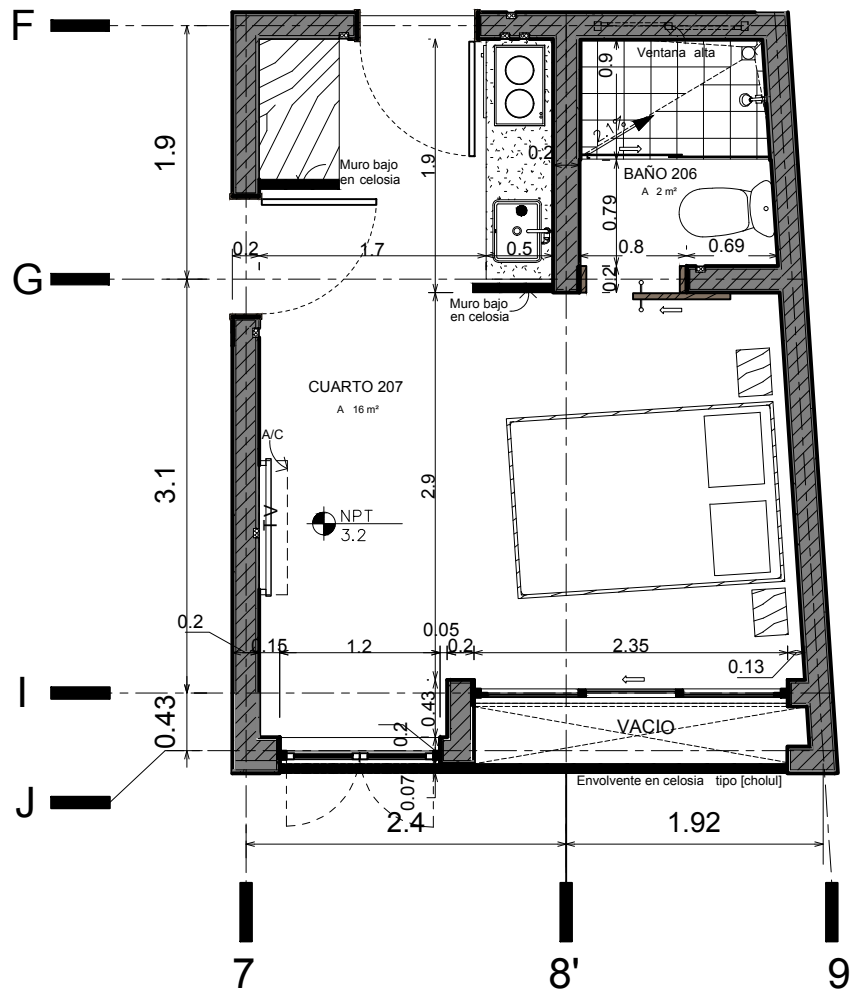 F
Ventana alta
0.9
2.1%
1.9
Muro bajo
en celosia
1.9
0.2
BAÑO 206
A 2 m²
0.79
0.2
1.7
0.5
0.8
0.69
G
0.2
Muro bajo
en celosia
CUARTO 207
A 16 m²
A/C
3.1
2.9
TV
NPT
3.2
0.2
0.15
1.2
0.05
0.2
2.35
0.13
I
0.43
0.43
0.2
VACIO
J
0.07
Envolvente en celosia tipo [cholul]
2.4
1.92
7
8'
9